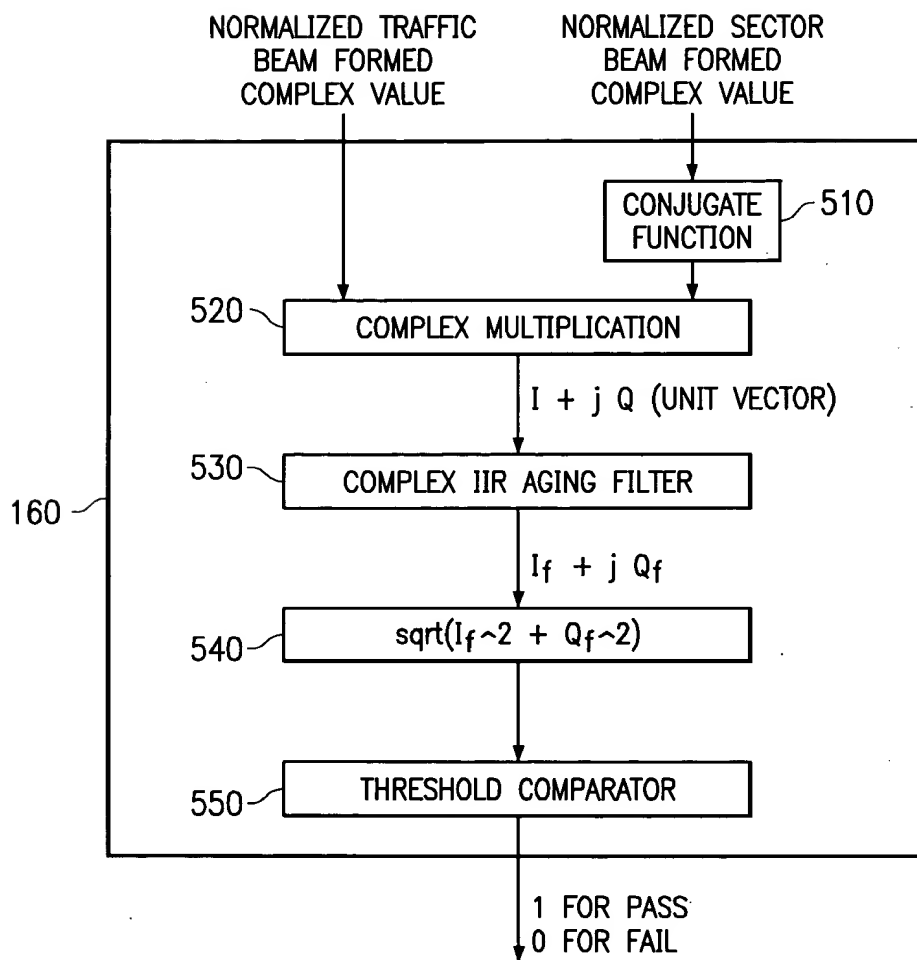 NORMALIZED TRAFFIC
BEAM FORMED
COMPLEX VALUE
NORMALIZED SECTOR
BEAM FORMED
COMPLEX VALUE
CONJUGATE
FUNCTION
510
520
COMPLEX MULTIPLICATION
I + j Q (UNIT VECTOR)
530
COMPLEX IIR AGING FILTER
160
If + j Qf
540
sqrt(If^2 + Qf^2)
550
THRESHOLD COMPARATOR
1 FOR PASS
0 FOR FAIL